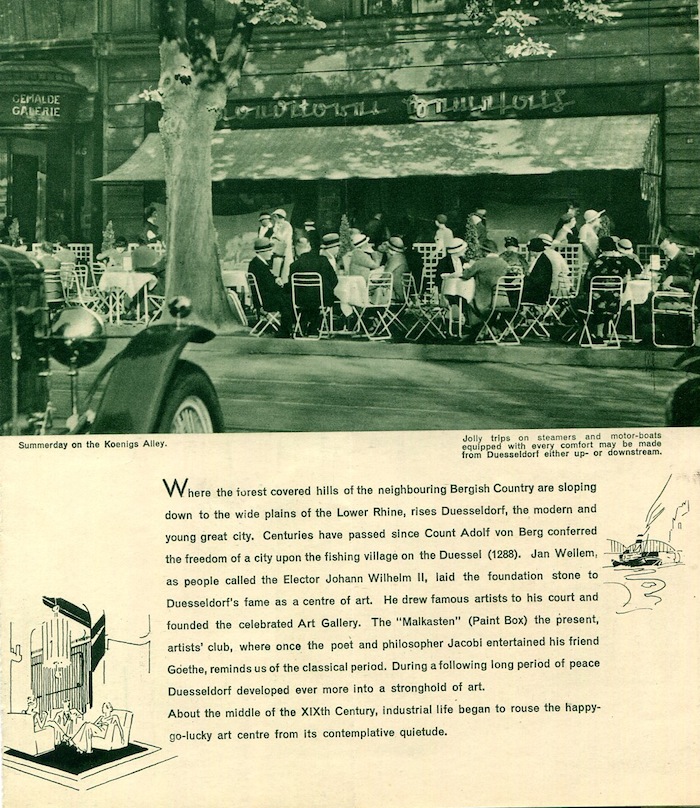 GEMÄLDE
GALERIE
Konditorei
Summerday on the Koenigs Alley.
Jolly trips on steamers and motor-boats
equipped with every comfort may be made
from Duesseldorf either up- or downstream.
Where the forest covered hills of the neighbouring Bergish Country are sloping
down to the wide plains of the Lower Rhine, rises Duesseldorf, the modern and
young great city. Centuries have passed since Count Adolf von Berg conferred
the freedom of a city upon the fishing village on the Duessel (1288). Jan Wellem,
as people called the Elector Johann Wilhelm II, laid the foundation stone to
Duesseldorf's fame as a centre of art. He drew famous artists to his court and
founded the celebrated Art Gallery. The "Malkasten" (Paint Box) the present,
artists' club, where once the poet and philosopher Jacobi entertained his friend
Goethe, reminds us of the classical period. During a following long period of peace
Duesseldorf developed ever more into a stronghold of art.
About the middle of the XIXth Century, industrial life began to rouse the happy-
go-lucky art centre from its contemplative quietude.